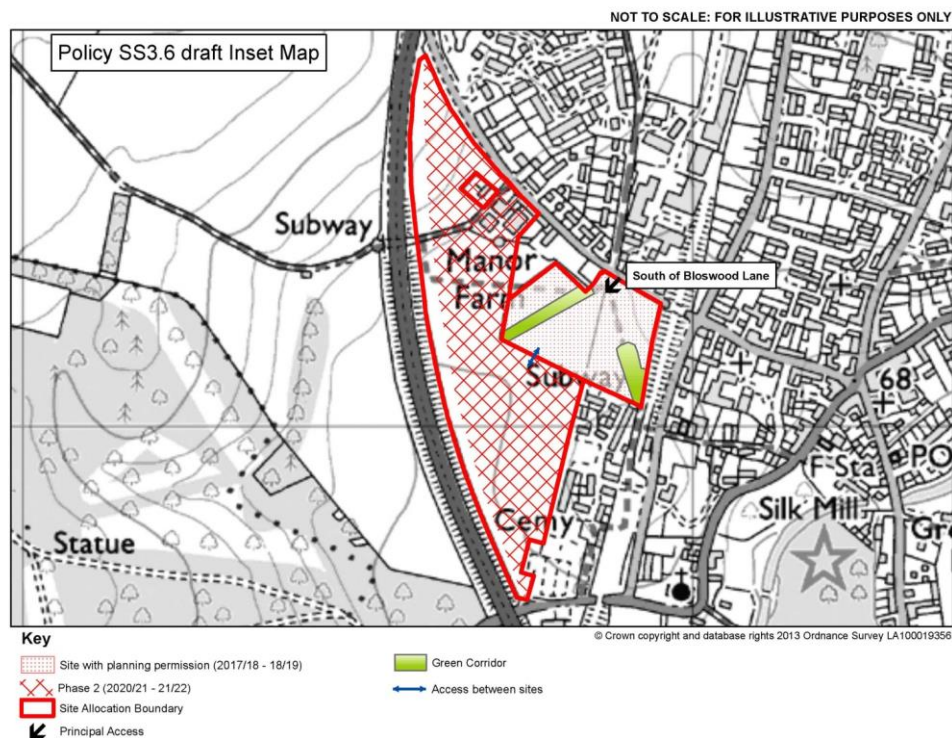 NOT TO SCALE: FOR ILLUSTRATIVE PURPOSES ONLY
Policy SS3.6 draft Inset Map
Subway
Manor
Farm
South of Bloswood Lane
Subway
68
PO
F Sta
Silk Mill
Cemy
Statue
Gr
Key
© Crown copyright and database rights 2013 Ordnance Survey LA100019356
Site with planning permission (2017/18 - 18/19)
Green Corridor
Phase 2 (2020/21 - 21/22)
Access between sites
Site Allocation Boundary
Principal Access